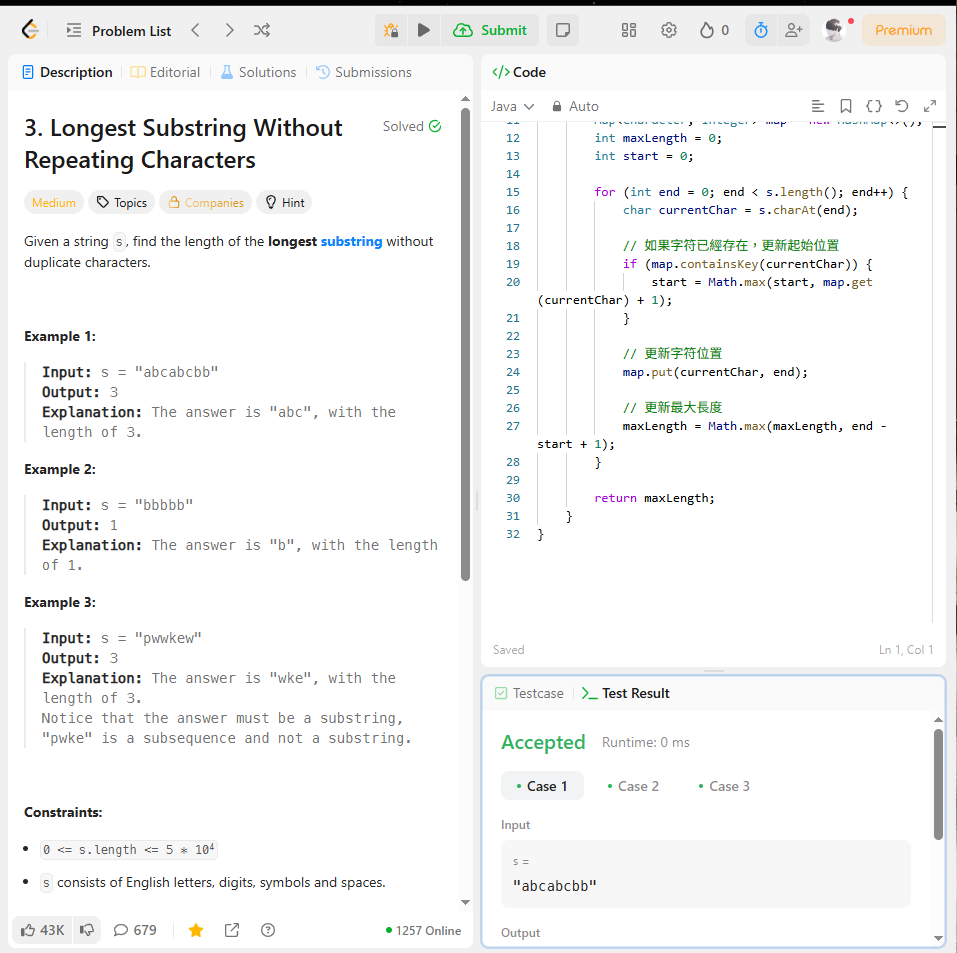 Problem List
Submit
0
Premium
Description
Editorial
Solutions
Submissions
3. Longest Substring Without
Repeating Characters
Solved
Medium
Topics
Companies
Hint
Given a string s, find the length of the longest substring without
duplicate characters.
Example 1:
Input: s = "abcabcbb"
Output: 3
Explanation: The answer is "abc", with the
length of 3.
Example 2:
Input: s = "bbbbb"
Output: 1
Explanation: The answer is "b", with the length
of 1.
Example 3:
Input: s = "pwwkew"
Output: 3
Explanation: The answer is "wke", with the
length of 3.
Notice that the answer must be a substring,
"pwke" is a subsequence and not a substring.
Constraints:
0 <= s.length <= 5 * 10⁴
s consists of English letters, digits, symbols and spaces.
43K
679
1257 Online
</> Code
Java
Auto
11 Map<Character, Integer> map = new HashMap<>();
12 int maxLength = 0;
13 int start = 0;
14
15 for (int end = 0; end < s.length(); end++) {
16 char currentChar = s.charAt(end);
17
18 // 如果字符已經存在，更新起始位置
19 if (map.containsKey(currentChar)) {
20 start = Math.max(start, map.get
(currentChar) + 1);
21 }
22
23 // 更新字符位置
24 map.put(currentChar, end);
25
26 // 更新最大長度
27 maxLength = Math.max(maxLength, end -
start + 1);
28 }
29
30 return maxLength;
31 }
32 }
Saved
Ln 1, Col 1
Testcase
Test Result
Accepted
Runtime: 0 ms
Case 1
Case 2
Case 3
Input
s =
"abcabcbb"
Output